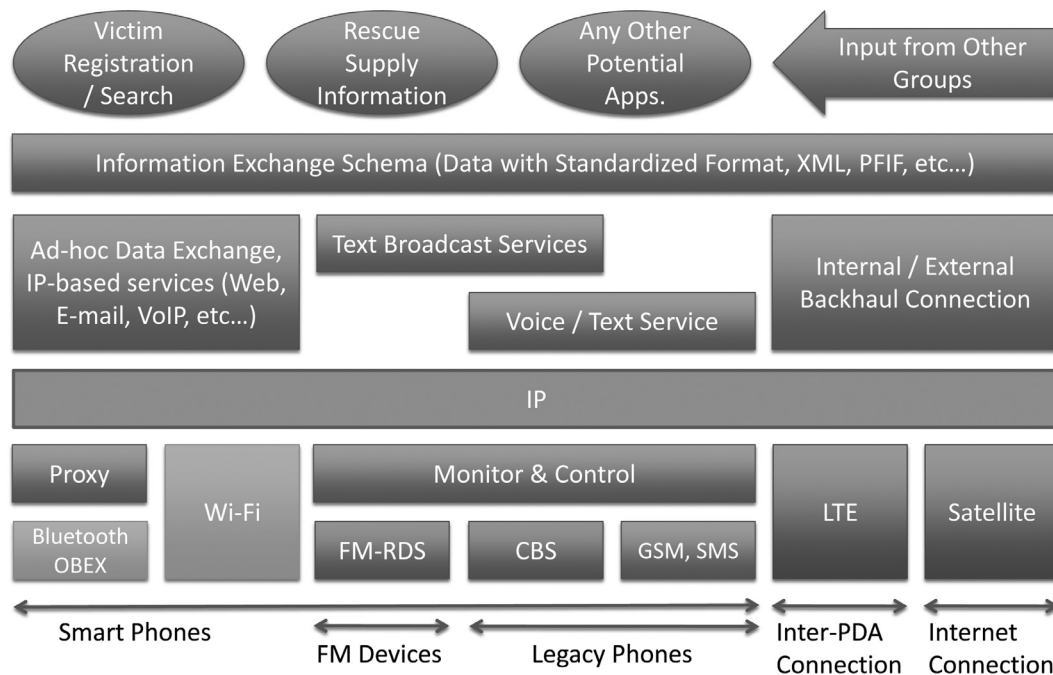 Victim
Registration
/ Search
Rescue
Supply
Information
Any Other
Potential
Apps.
Input from Other
Groups
Information Exchange Schema (Data with Standardized Format, XML, PFIF, etc...)
Ad-hoc Data Exchange,
IP-based services (Web,
E-mail, VoIP, etc...)
Text Broadcast Services
Voice / Text Service
Internal / External
Backhaul Connection
IP
Proxy
Bluetooth
OBEX
Wi-Fi
Monitor & Control
FM-RDS
CBS
GSM, SMS
LTE
Satellite
Smart Phones
FM Devices
Legacy Phones
Inter-PDA
Connection
Internet
Connection